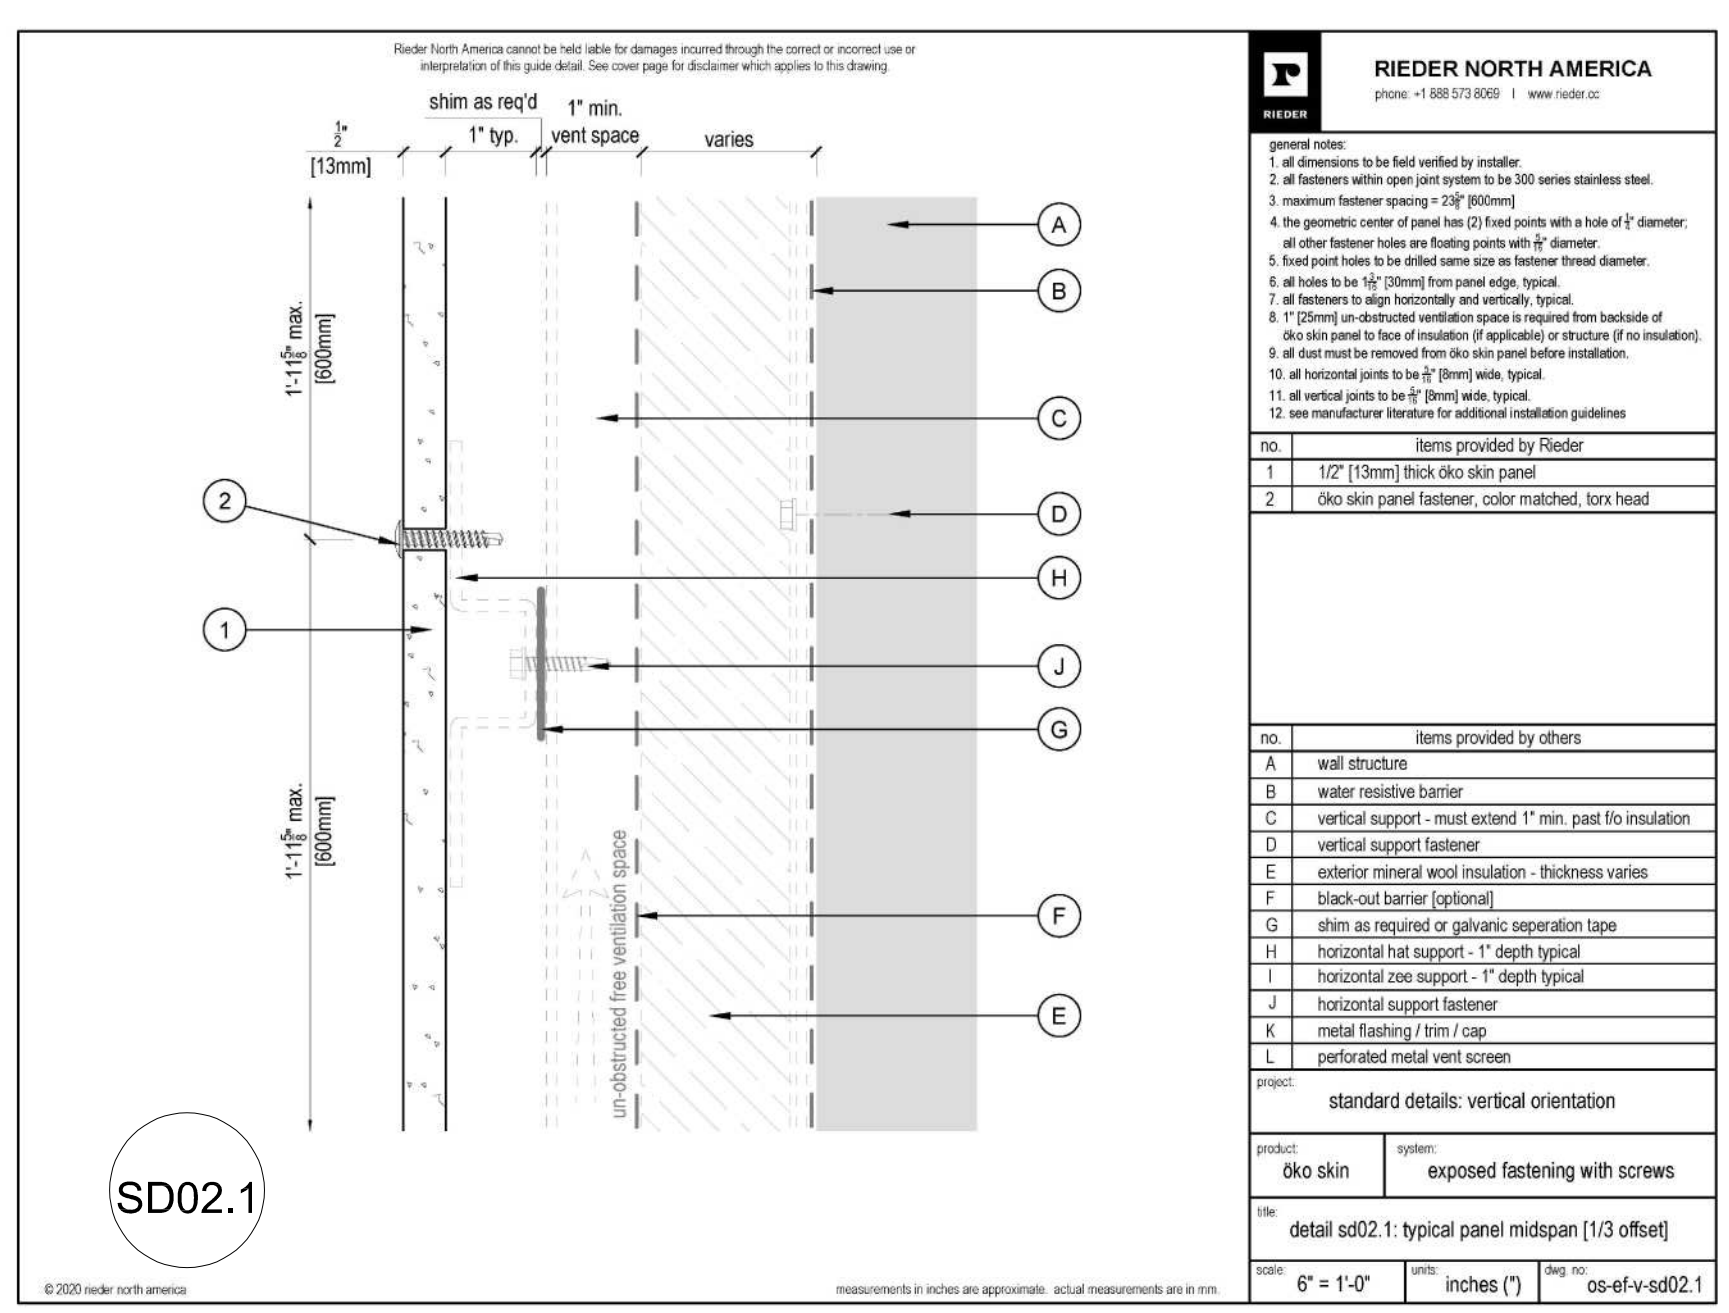 Rieder North America cannot be held liable for damages incurred through the correct or incorrect use or
interpretation of this guide detail. See cover page for disclaimer which applies to this drawing.
shim as req'd
1" min.
1/2"
1" typ.
vent space
varies
[13mm]
1'-11 5/8" max.
[600mm]
1'-11 5/8" max.
[600mm]
un-obstructed free ventilation space
A
B
C
D
H
J
G
F
E
2
1
SD02.1
© 2020 rieder north america
measurements in inches are approximate. actual measurements are in mm.
r
RIEDER
RIEDER NORTH AMERICA
phone: +1 888 573 8069 | www.rieder.cc
general notes:
1. all dimensions to be field verified by installer.
2. all fasteners within open joint system to be 300 series stainless steel.
3. maximum fastener spacing = 23 5/8" [600mm]
4. the geometric center of panel has (2) fixed points with a hole of 1/4" diameter;
all other fastener holes are floating points with 5/16" diameter.
5. fixed point holes to be drilled same size as fastener thread diameter.
6. all holes to be 1 3/16" [30mm] from panel edge, typical.
7. all fasteners to align horizontally and vertically, typical.
8. 1" [25mm] un-obstructed ventilation space is required from backside of
öko skin panel to face of insulation (if applicable) or structure (if no insulation).
9. all dust must be removed from öko skin panel before installation.
10. all horizontal joints to be 5/16" [8mm] wide, typical.
11. all vertical joints to be 5/16" [8mm] wide, typical.
12. see manufacturer literature for additional installation guidelines
no. items provided by Rieder
1 1/2" [13mm] thick öko skin panel
2 öko skin panel fastener, color matched, torx head
no. items provided by others
A wall structure
B water resistive barrier
C vertical support - must extend 1" min. past f/o insulation
D vertical support fastener
E exterior mineral wool insulation - thickness varies
F black-out barrier [optional]
G shim as required or galvanic seperation tape
H horizontal hat support - 1" depth typical
I horizontal zee support - 1" depth typical
J horizontal support fastener
K metal flashing / trim / cap
L perforated metal vent screen
project:
standard details: vertical orientation
product: system:
öko skin exposed fastening with screws
title:
detail sd02.1: typical panel midspan [1/3 offset]
scale: units: dwg. no:
6" = 1'-0" inches (") os-ef-v-sd02.1